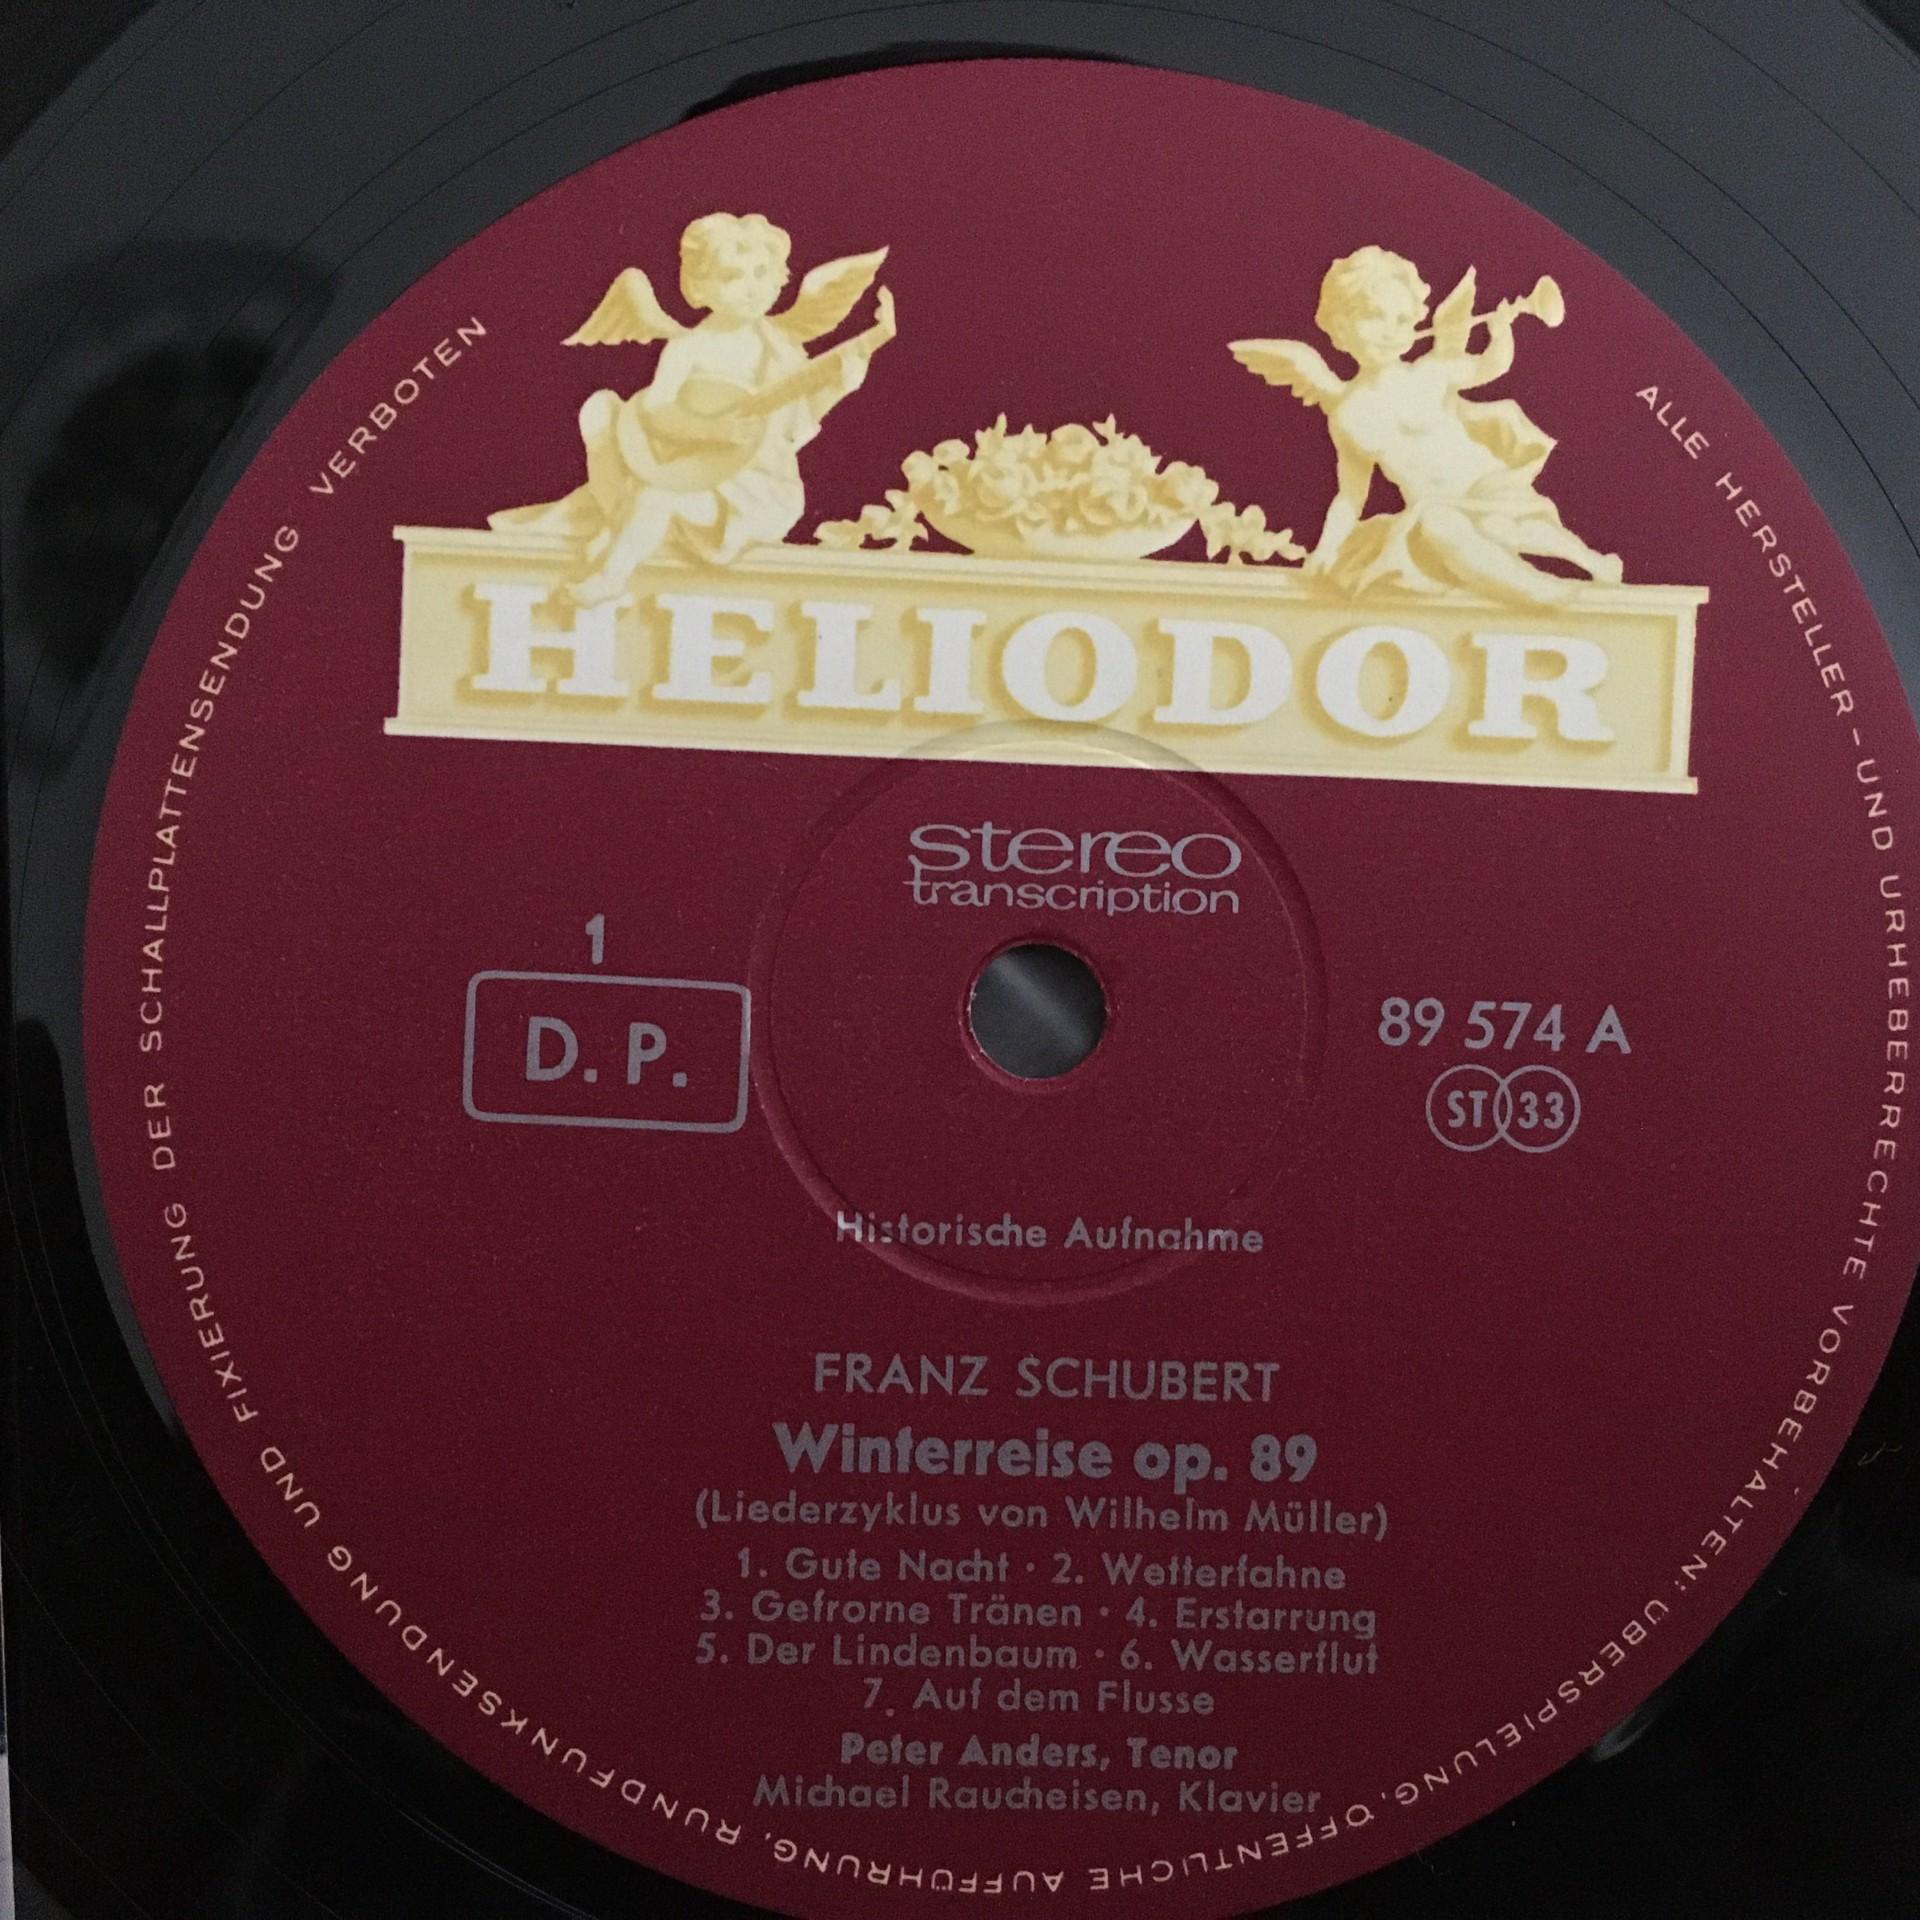 HELIODOR
stereo
transcription
1
D. P.
89 574 A
ST 33
Historische Aufnahme
FRANZ SCHUBERT
Winterreise op. 89
(Liederzyklus von Wilhelm Müller)
1. Gute Nacht · 2. Wetterfahne
3. Gefrorne Tränen · 4. Erstarrung
5. Der Lindenbaum · 6. Wasserflut
7. Auf dem Flusse
Peter Anders, Tenor
Michael Raucheisen, Klavier
ALLE HERSTELLER - UND URHEBERRECHTE VORBEHALTEN: ÜBERSPIELUNG, ÖFFENTLICHE AUFFÜHRUNG, RUNDFUNKSENDUNG UND FIXIERUNG DER SCHALLPLATTENSENDUNG VERBOTEN